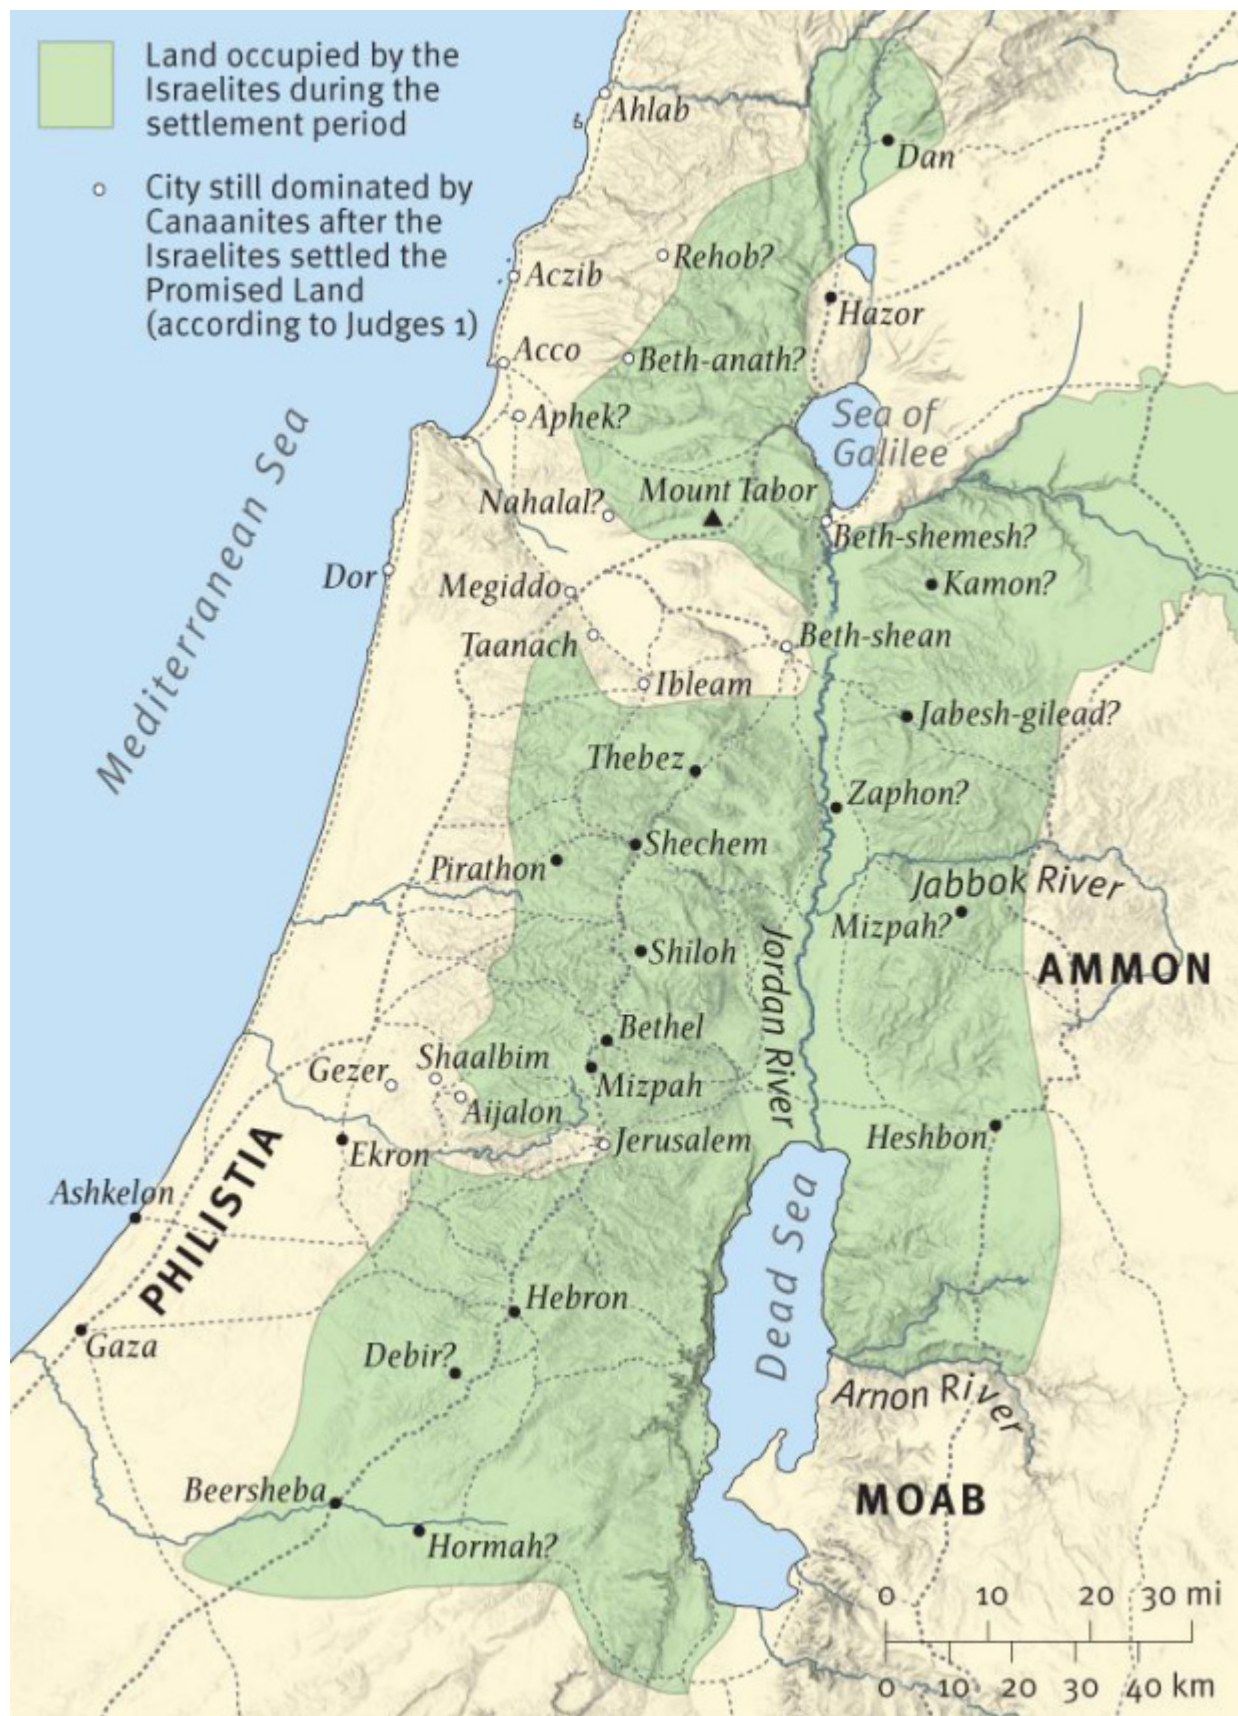 Land occupied by the
Israelites during the
settlement period
City still dominated by
Canaanites after the
Israelites settled the
Promised Land
(according to Judges 1)
Ahlab
Dan
Rehob?
Aczib
Hazor
Acco
Beth-anath?
Aphek?
Sea of
Galilee
Mediterranean Sea
Mount Tabor
Nahalal?
Beth-shemesh?
Dor
Megiddo
Kamon?
Taanach
Beth-shean
Ibleam
Jabesh-gilead?
Thebez
Zaphon?
Shechem
Pirathon
Jabbok River
Mizpah?
Shiloh
Jordan River
AMMON
Bethel
Shaalbim
Gezer
Mizpah
Aijalon
Jerusalem
Heshbon
Ekron
Ashkelon
PHILISTIA
Dead Sea
Hebron
Gaza
Debir?
Arnon River
Beersheba
MOAB
Hormah?
0 10 20 30 mi
0 10 20 30 40 km